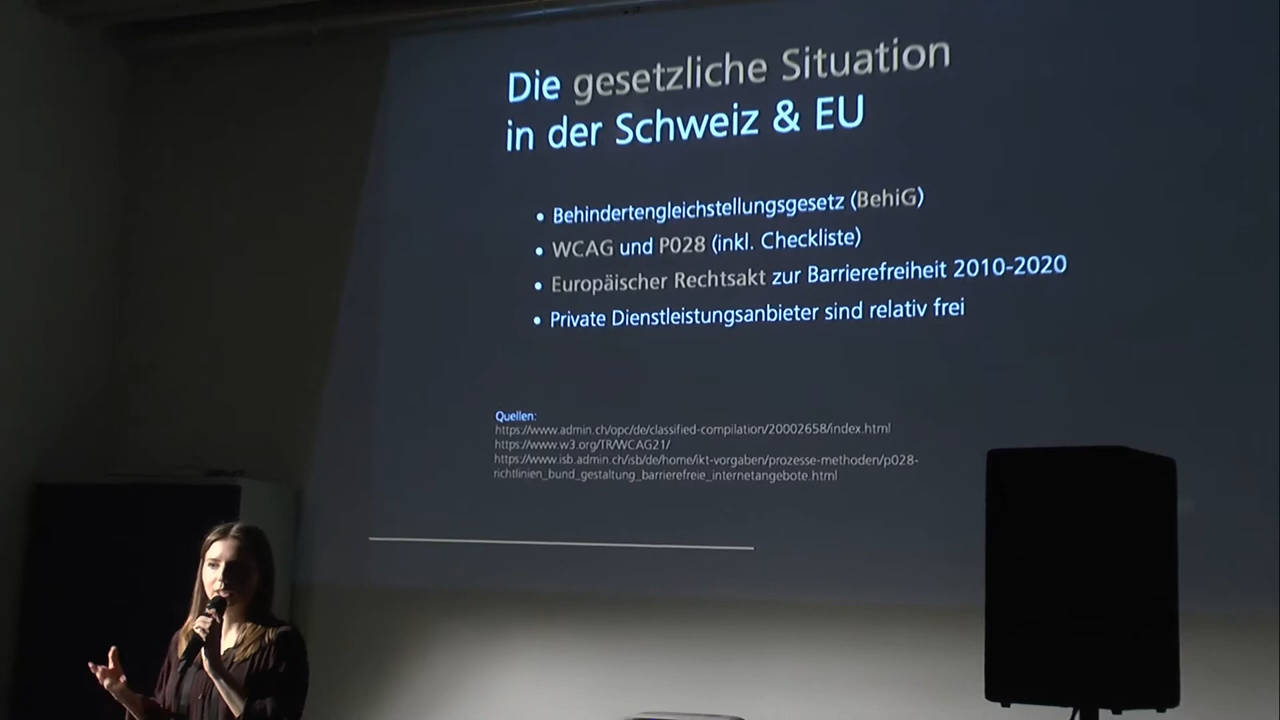 Die gesetzliche Situation
in der Schweiz & EU
• Behindertengleichstellungsgesetz (BehiG)
• WCAG und P028 (inkl. Checkliste)
• Europäischer Rechtsakt zur Barrierefreiheit 2010-2020
• Private Dienstleistungsanbieter sind relativ frei
Quellen:
https://www.admin.ch/opc/de/classified-compilation/20002658/index.html
https://www.w3.org/TR/WCAG21/
https://www.isb.admin.ch/isb/de/home/ikt-vorgaben/prozesse-methoden/p028-
richtlinien_bund_gestaltung_barrierefreie_internetangebote.html